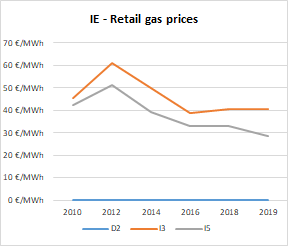 IE - Retail gas prices
70 €/MWh
60 €/MWh
50 €/MWh
40 €/MWh
30 €/MWh
20 €/MWh
10 €/MWh
0 €/MWh
2010 2012 2014 2016 2018 2019
D2 I3 I5